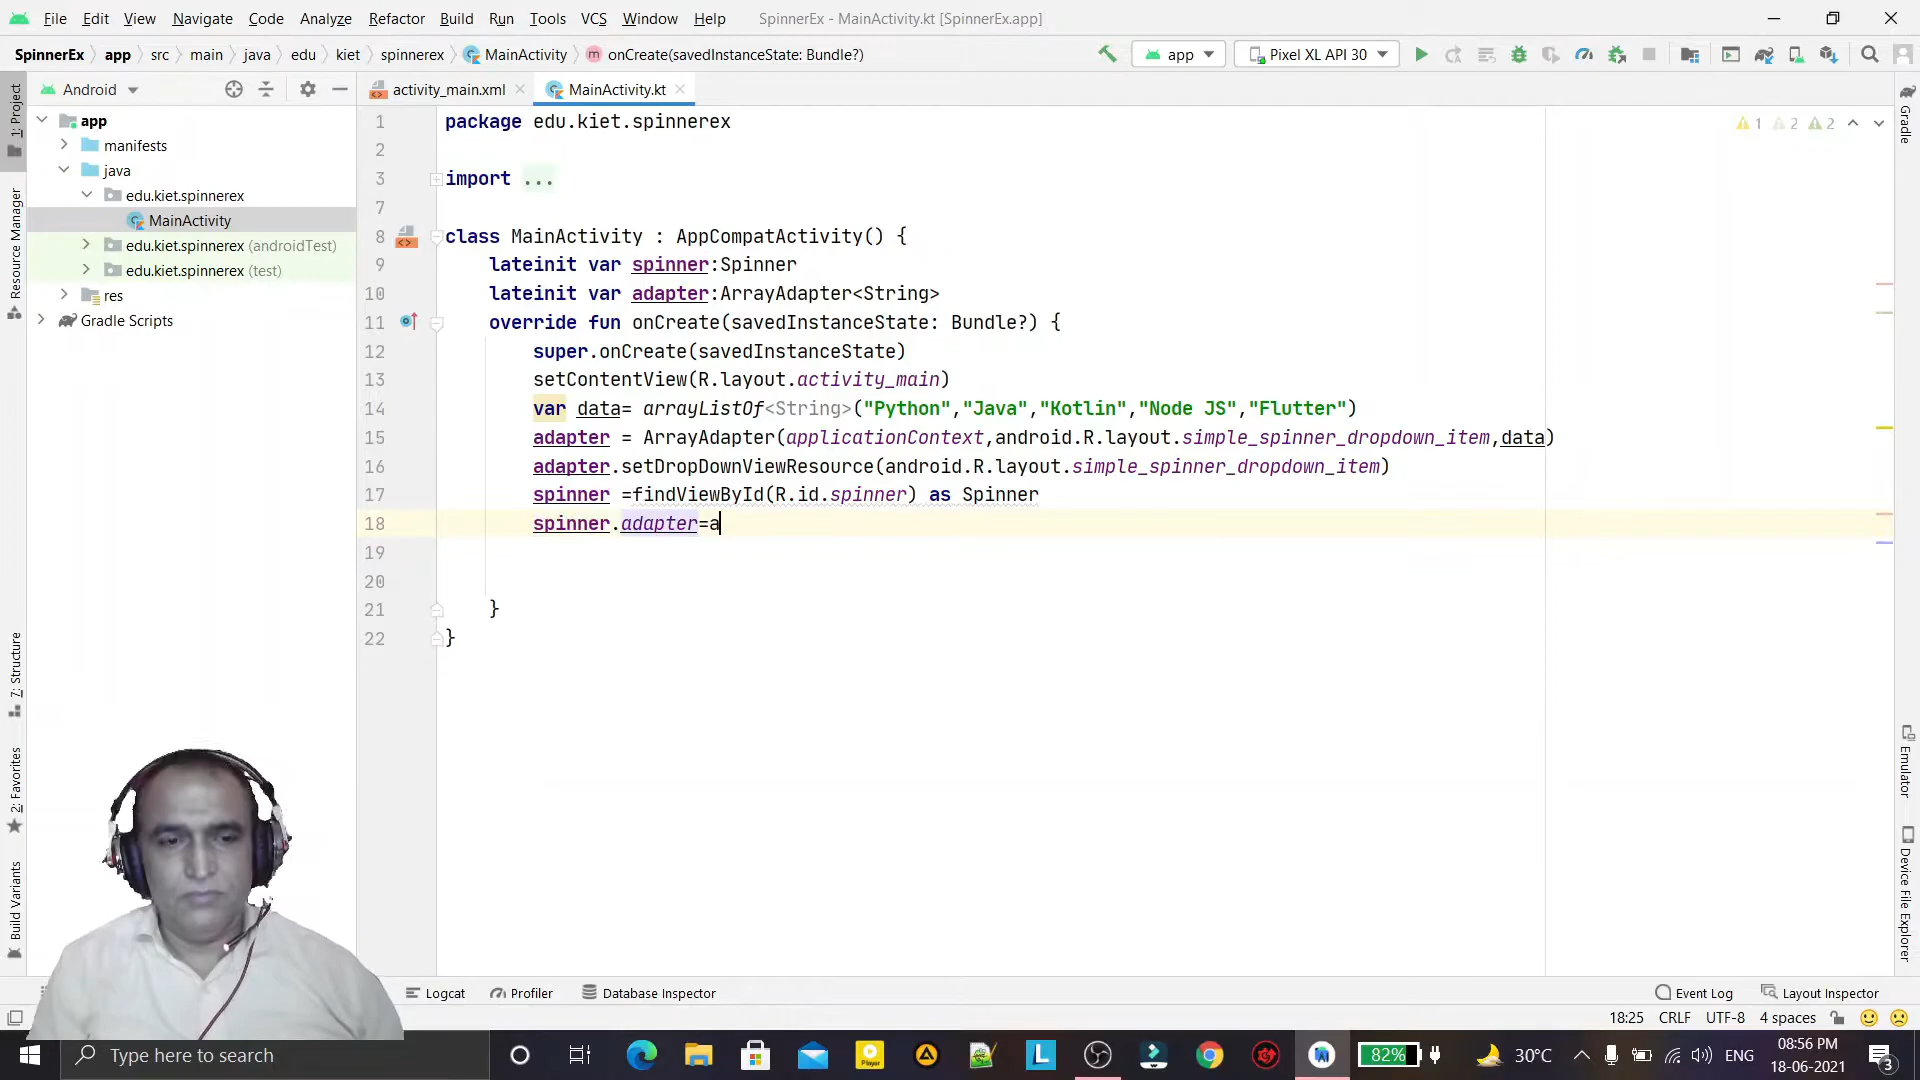 File Edit View Navigate Code Analyze Refactor Build Run Tools VCS Window Help SpinnerEx - MainActivity.kt [SpinnerEx.app]
SpinnerEx app src main java edu kiet spinnerex MainActivity onCreate(savedInstanceState: Bundle?) app Pixel XL API 30
Android activity_main.xml MainActivity.kt
1: Project
Resource Manager
7: Structure
2: Favorites
Build Variants
app
manifests
java
edu.kiet.spinnerex
MainActivity
edu.kiet.spinnerex (androidTest)
edu.kiet.spinnerex (test)
res
Gradle Scripts
1 package edu.kiet.spinnerex
2
3 import ...
7
8 class MainActivity : AppCompatActivity() {
9 lateinit var spinner:Spinner
10 lateinit var adapter:ArrayAdapter<String>
11 override fun onCreate(savedInstanceState: Bundle?) {
12 super.onCreate(savedInstanceState)
13 setContentView(R.layout.activity_main)
14 var data= arrayListOf<String>("Python","Java","Kotlin","Node JS","Flutter")
15 adapter = ArrayAdapter(applicationContext,android.R.layout.simple_spinner_dropdown_item,data)
16 adapter.setDropDownViewResource(android.R.layout.simple_spinner_dropdown_item)
17 spinner =findViewById(R.id.spinner) as Spinner
18 spinner.adapter=a
19
20
21 }
22 }
1 2 2
Gradle
Emulator
Device File Explorer
Logcat Profiler Database Inspector Event Log Layout Inspector
18:25 CRLF UTF-8 4 spaces
Type here to search
L
Player
82% 30°C ENG
08:56 PM
18-06-2021
3